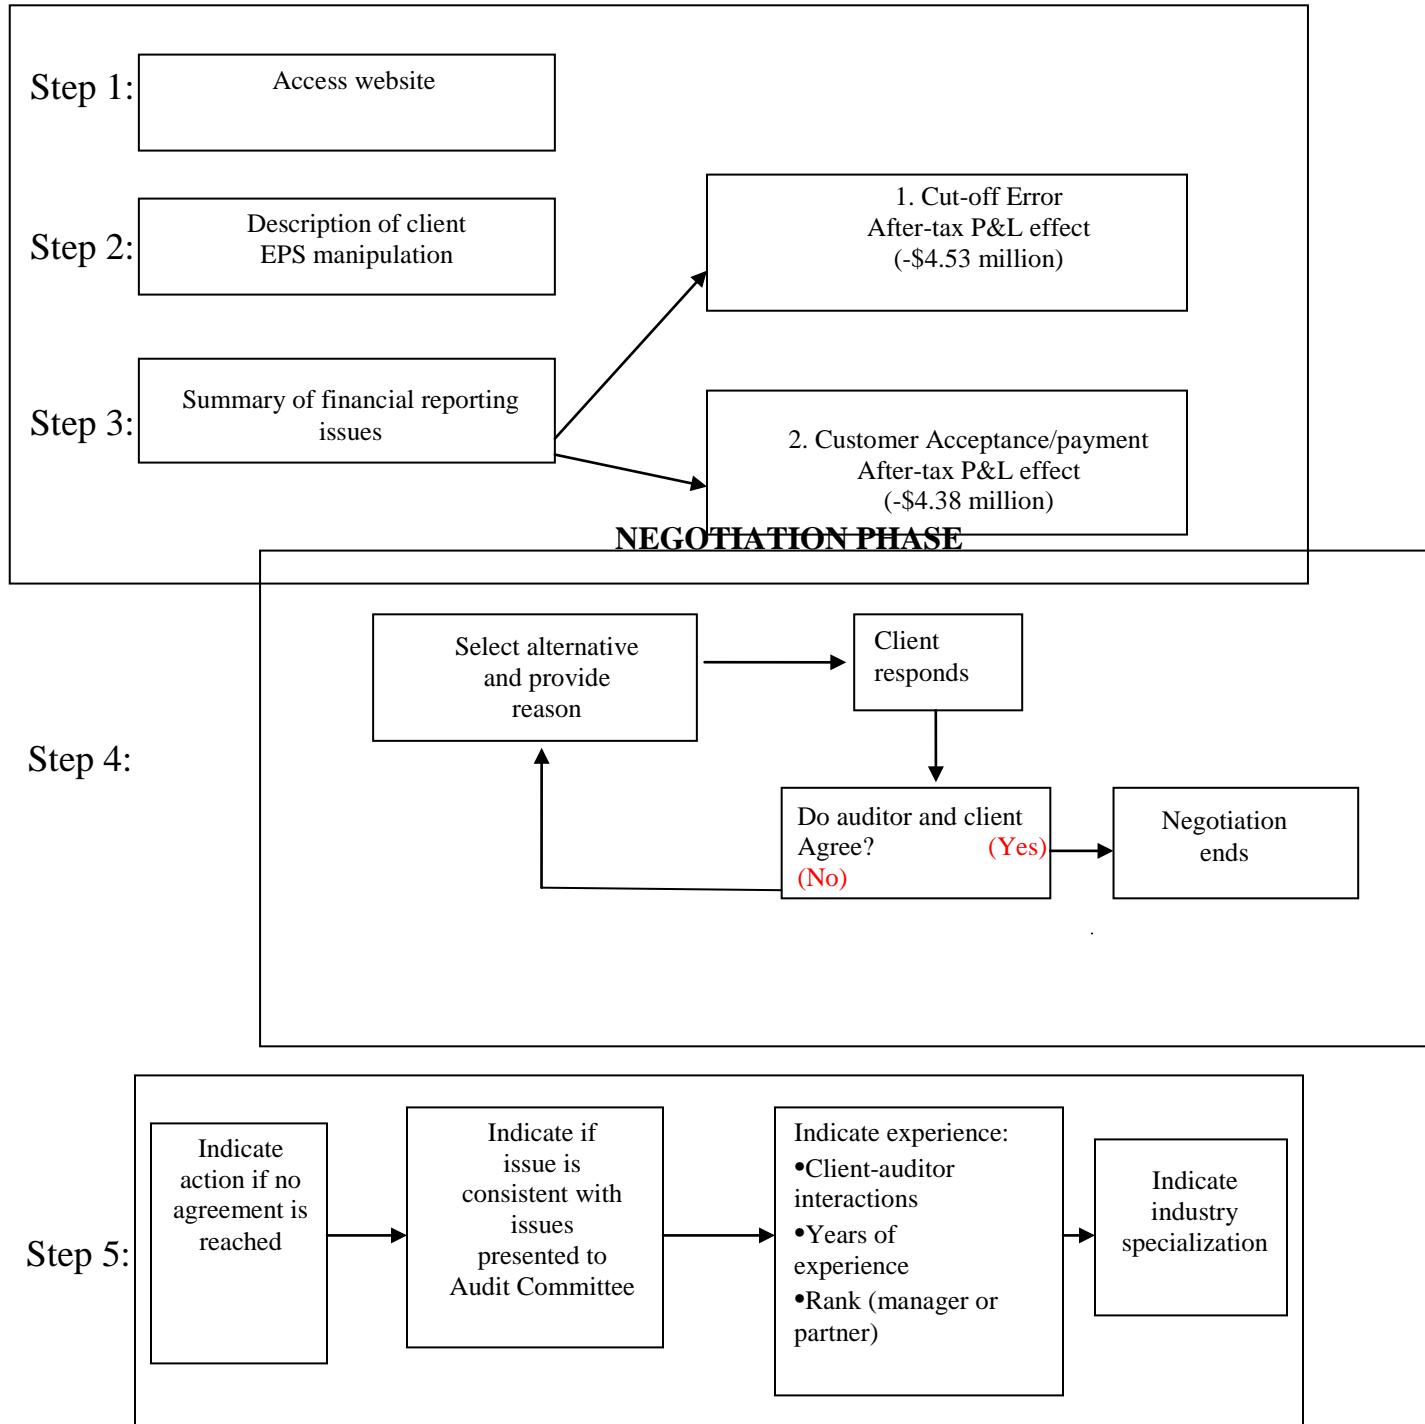 Step 1:
Access website
Step 2:
Description of client
EPS manipulation
1. Cut-off Error
After-tax P&L effect
(-$4.53 million)
Step 3:
Summary of financial reporting
issues
2. Customer Acceptance/payment
After-tax P&L effect
(-$4.38 million)
NEGOTIATION PHASE
Step 4:
Select alternative
and provide
reason
Client
responds
Do auditor and client
Agree? (Yes)
(No)
Negotiation
ends
Step 5:
Indicate
action if no
agreement is
reached
Indicate if
issue is
consistent with
issues
presented to
Audit Committee
Indicate experience:
•Client-auditor
interactions
•Years of
experience
•Rank (manager or
partner)
Indicate
industry
specialization